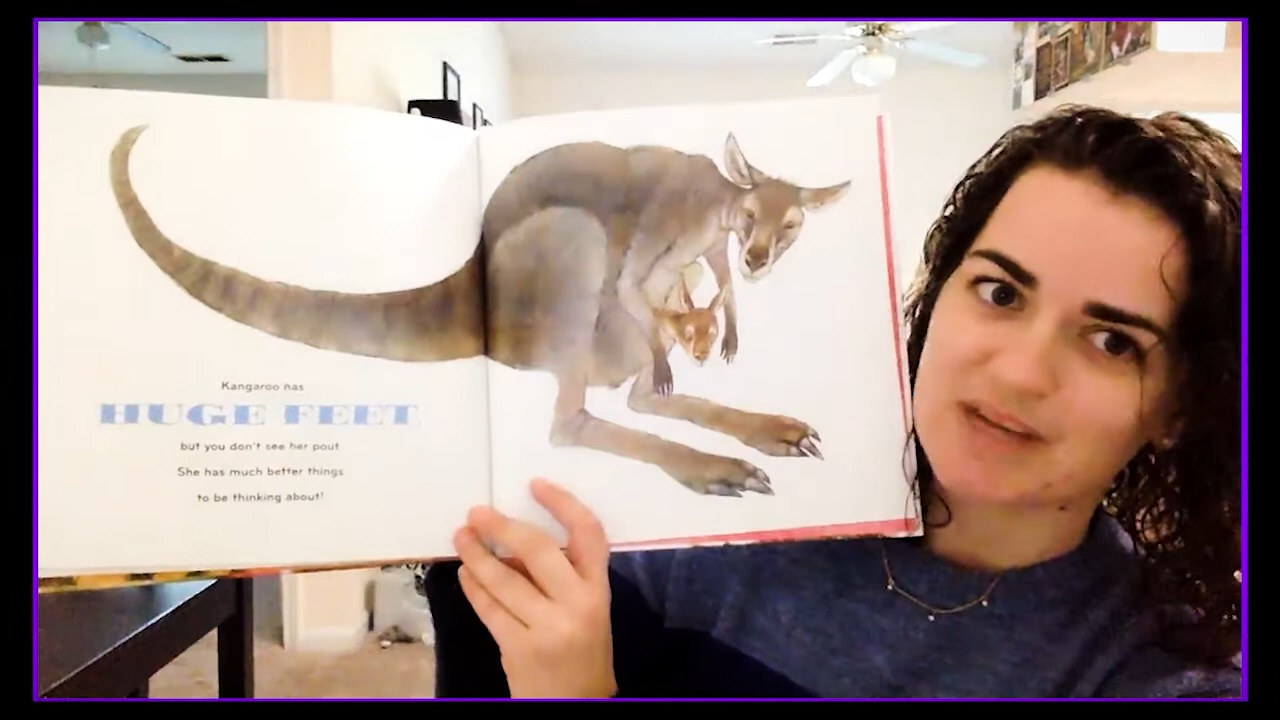 Kangaroo has
HUGE FEET
but you don't see her pout
She has much better things
to be thinking about!